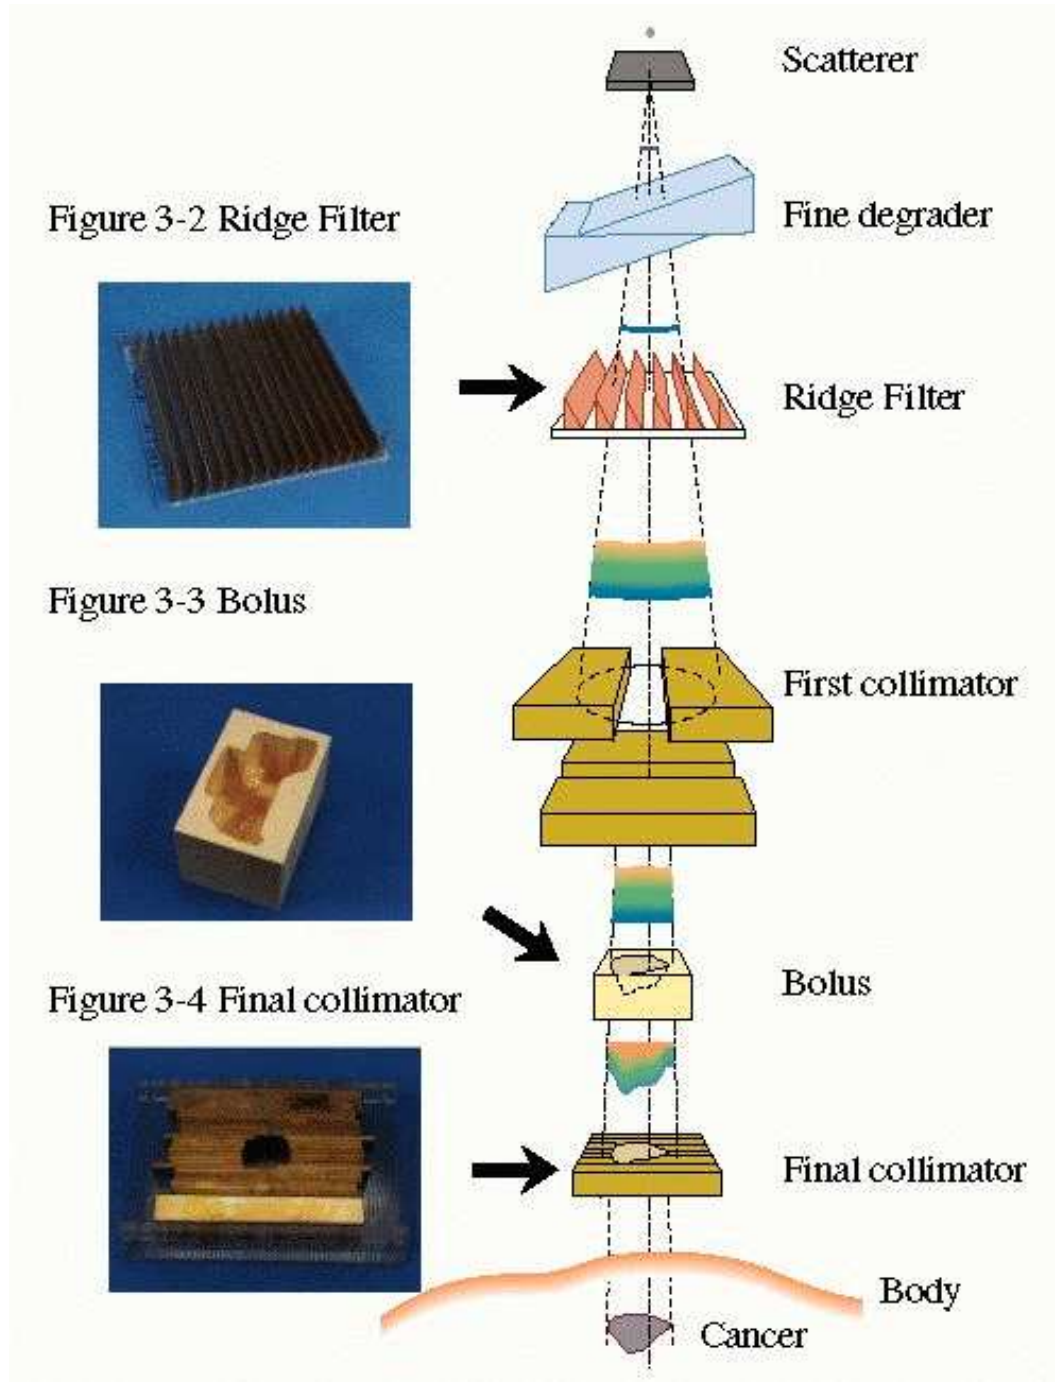 Scatterer
Fine degrader
Figure 3-2 Ridge Filter
Ridge Filter
Figure 3-3 Bolus
First collimator
Bolus
Figure 3-4 Final collimator
Final collimator
Body
Cancer